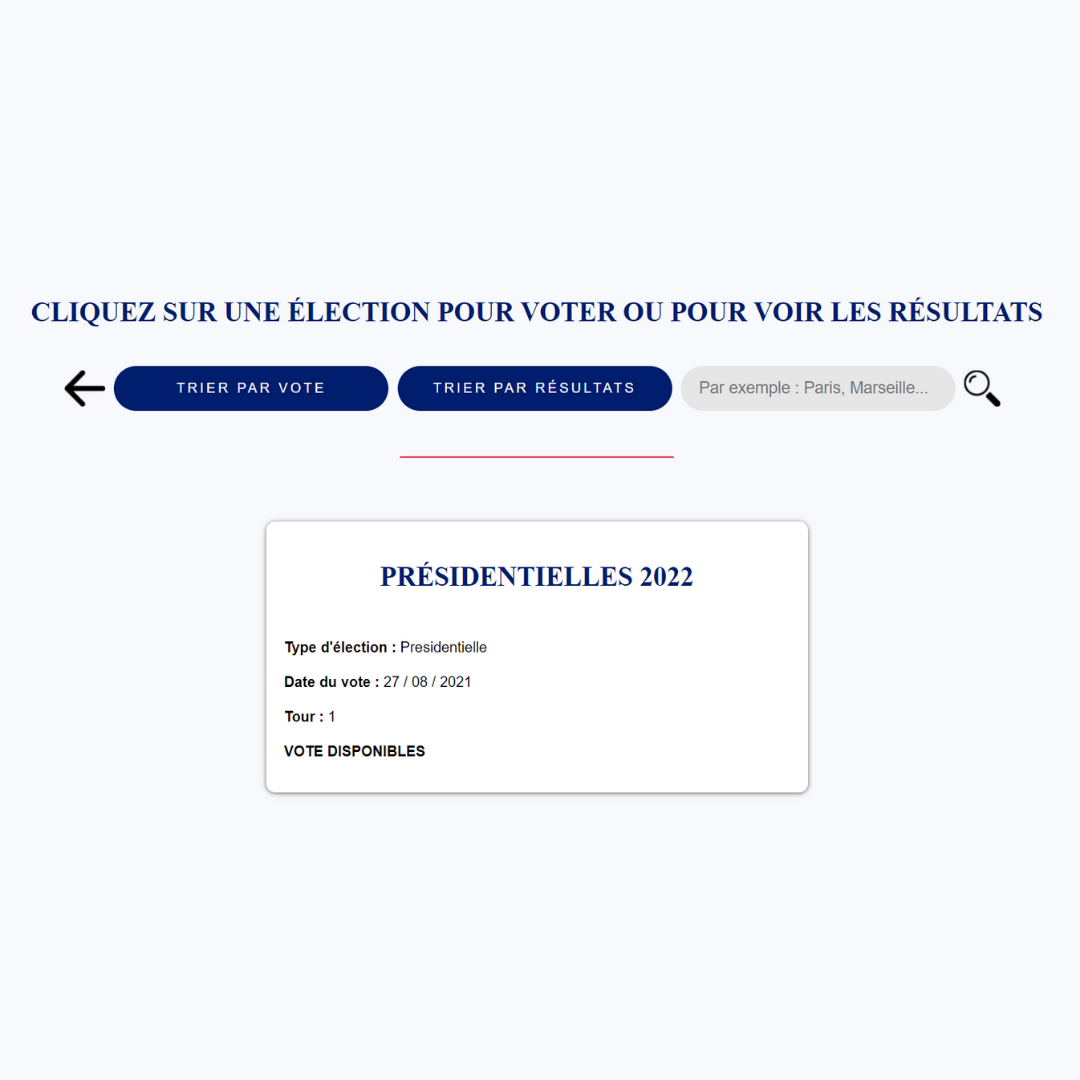 CLIQUEZ SUR UNE ÉLECTION POUR VOTER OU POUR VOIR LES RÉSULTATS
TRIER PAR VOTE
TRIER PAR RÉSULTATS
Par exemple : Paris, Marseille...
PRÉSIDENTIELLES 2022
Type d'élection : Presidentielle
Date du vote : 27 / 08 / 2021
Tour : 1
VOTE DISPONIBLES